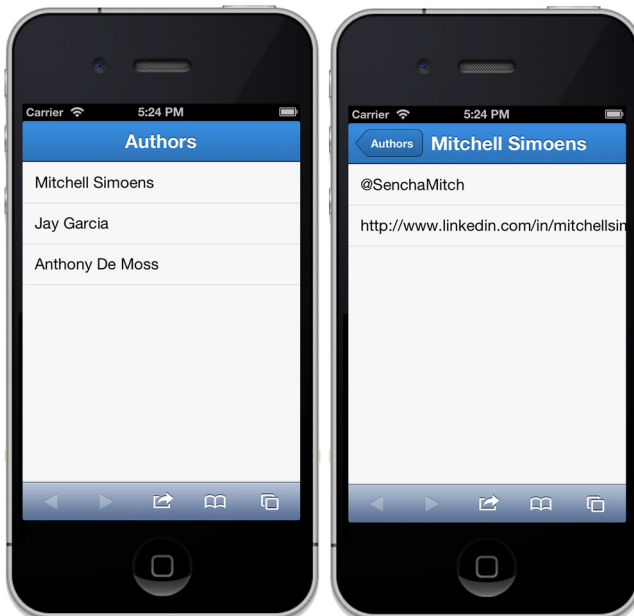 Carrier 5:24 PM
Authors
Mitchell Simoens
Jay Garcia
Anthony De Moss
Carrier 5:24 PM
Authors Mitchell Simoens
@SenchaMitch
http://www.linkedin.com/in/mitchellsim